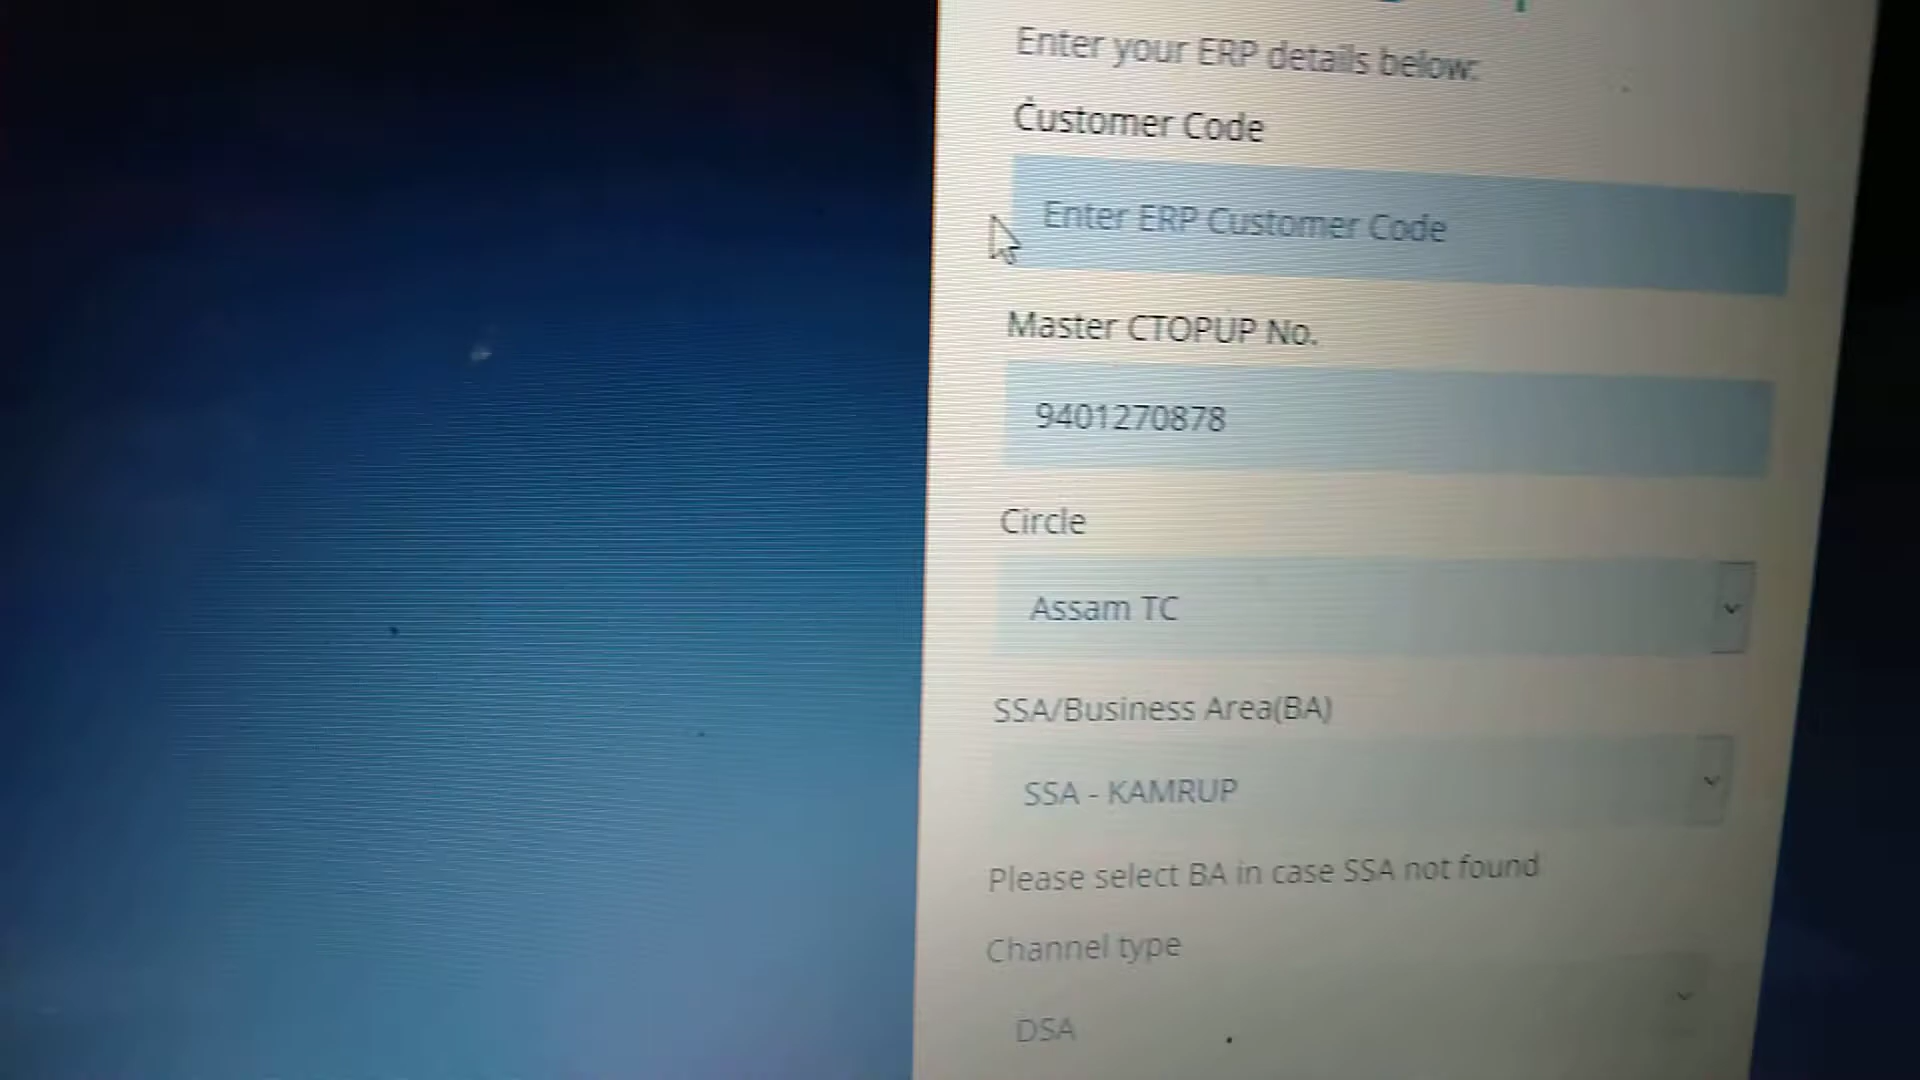 Enter your ERP details below:
Customer Code
Enter ERP Customer Code
Master CTOPUP No.
9401270878
Circle
Assam TC
SSA/Business Area(BA)
SSA - KAMRUP
Please select BA in case SSA not found
Channel type
DSA